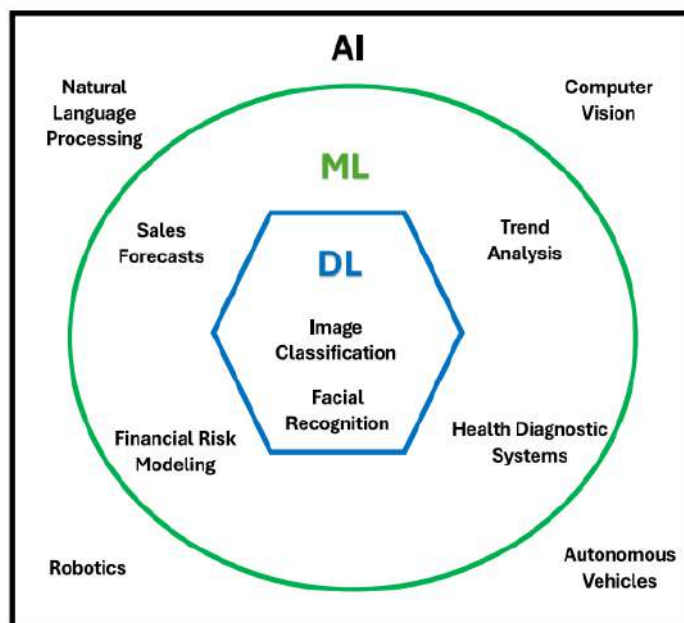 AI
Natural
Language
Processing
Computer
Vision
ML
Sales
Forecasts
Trend
Analysis
DL
Image
Classification
Facial
Recognition
Financial Risk
Modeling
Health Diagnostic
Systems
Robotics
Autonomous
Vehicles